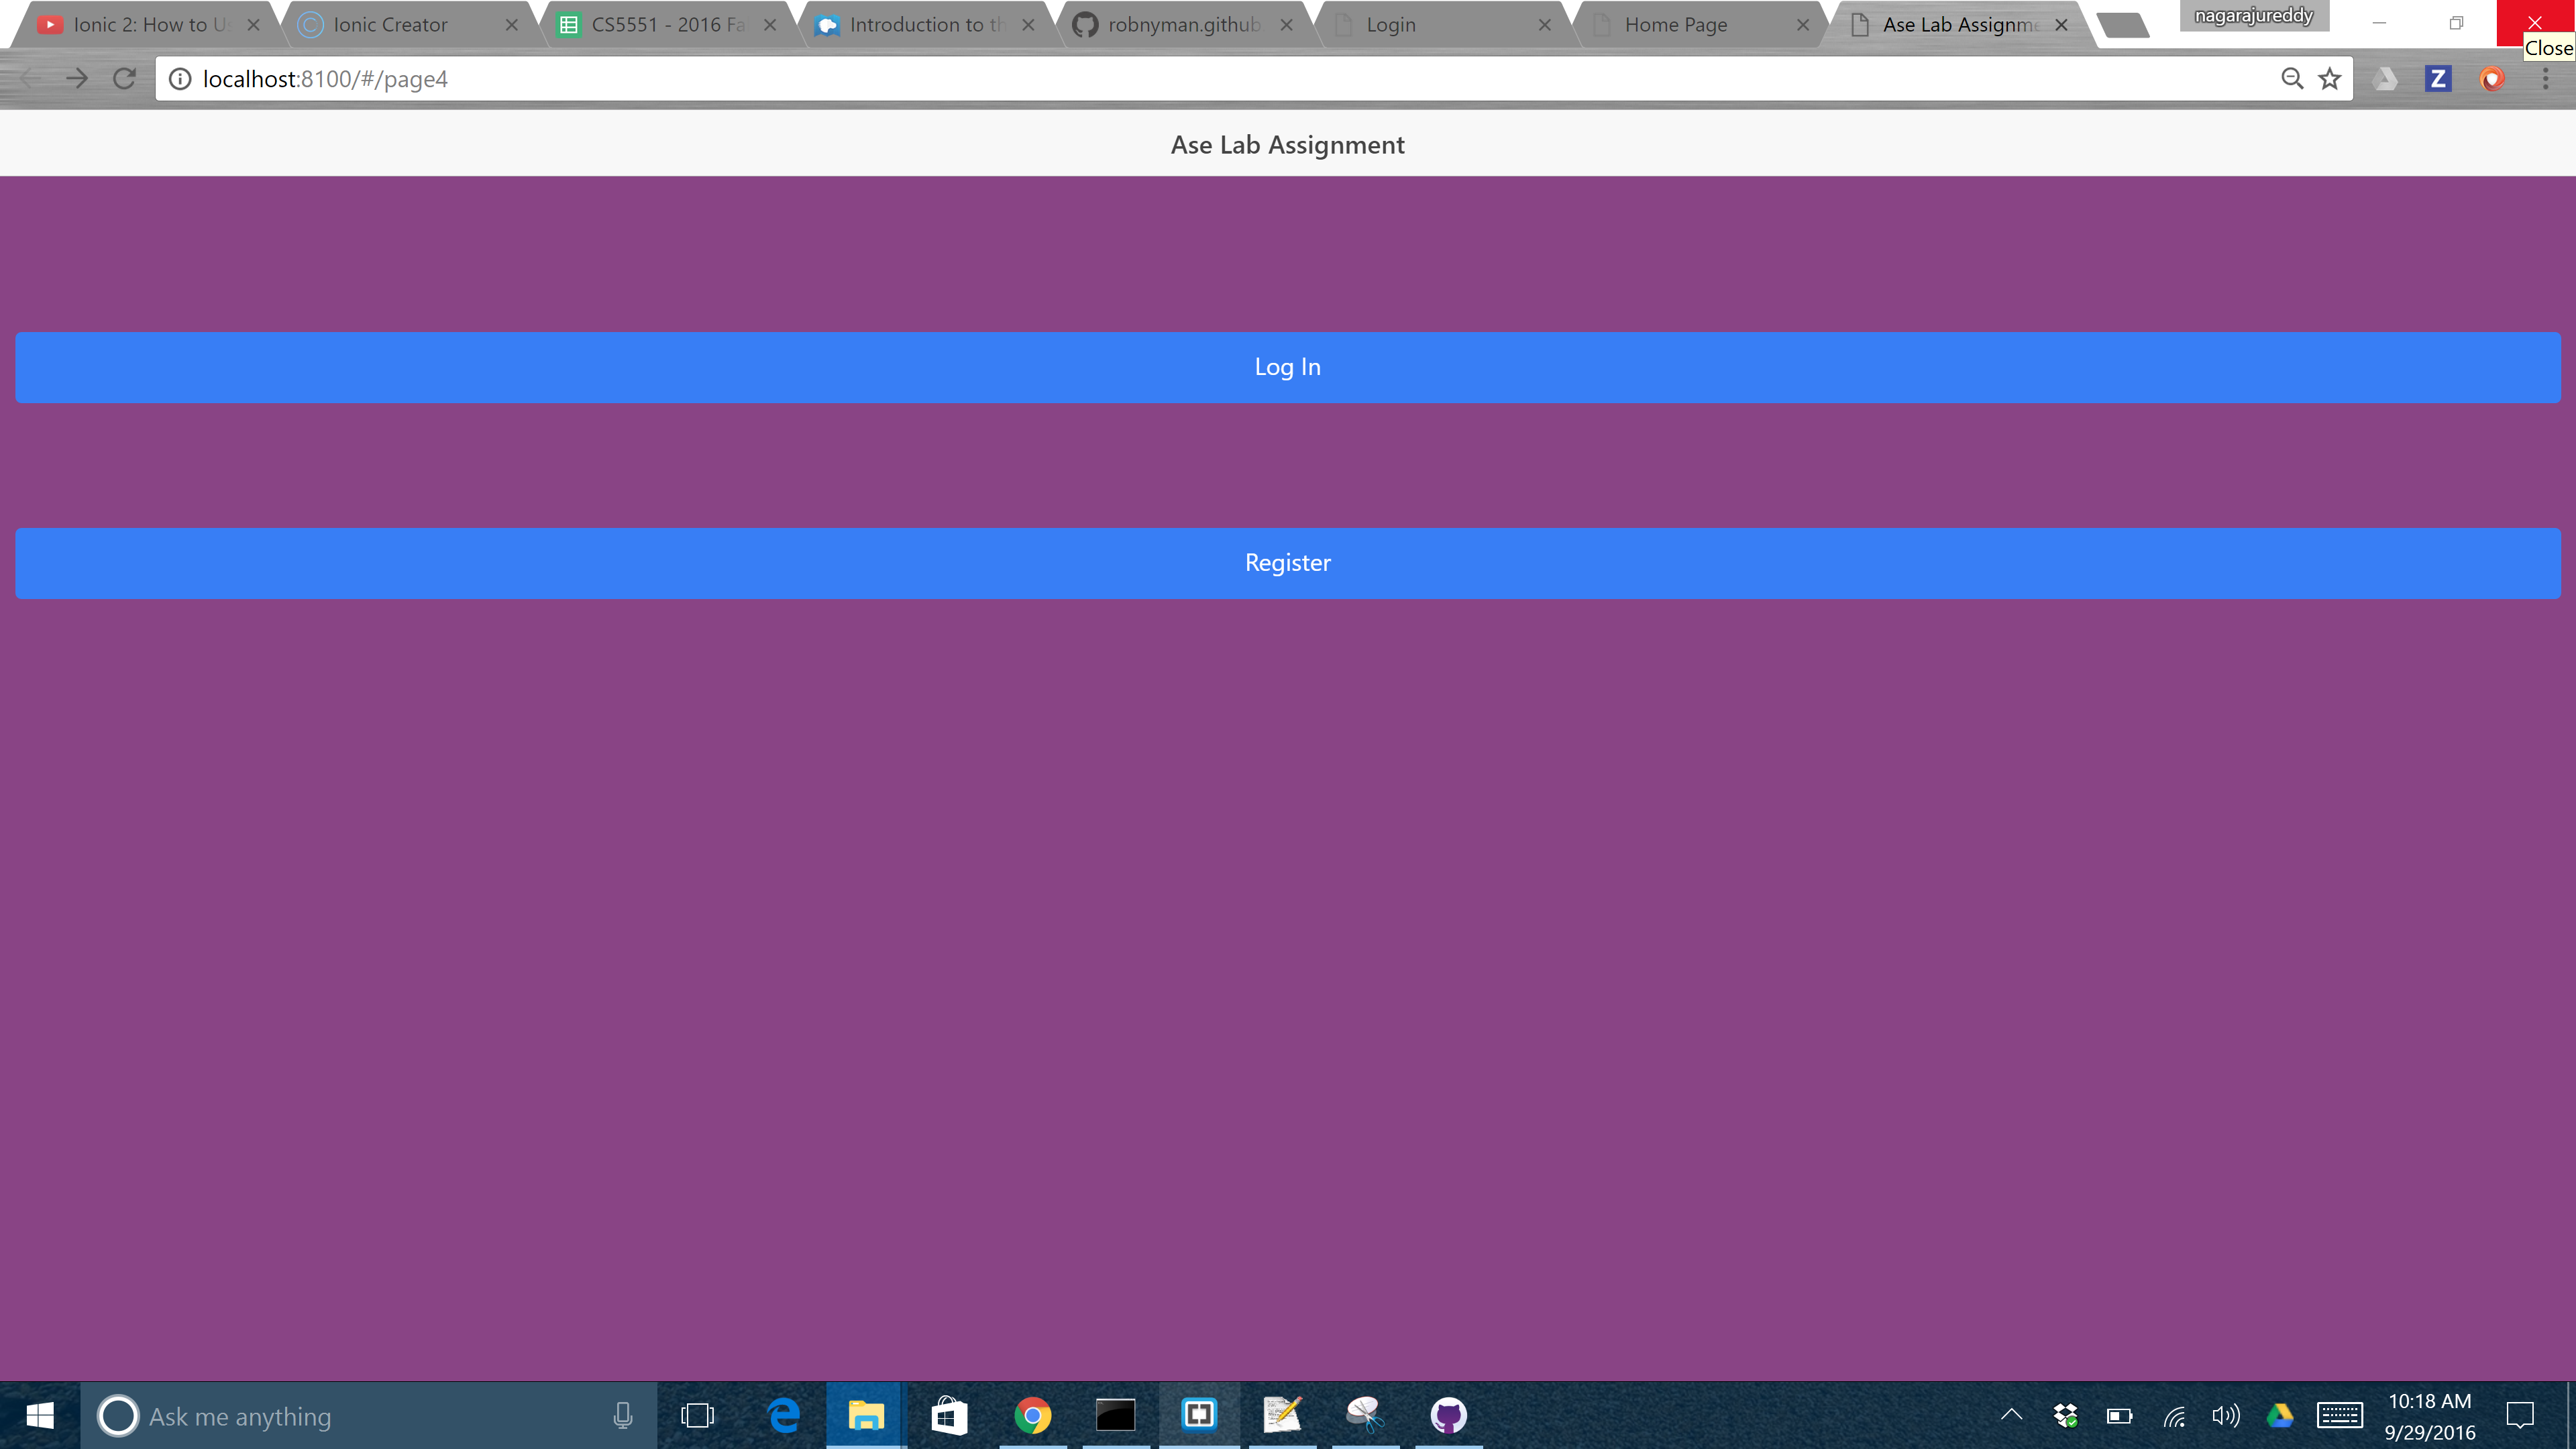 Ionic 2: How to Us
Ionic Creator
CS5551 - 2016 Fal
Introduction to th
robnyman.github
Login
Home Page
Ase Lab Assignme
nagarajureddy
Close
localhost:8100/#/page4
Z
Ase Lab Assignment
Log In
Register
Ask me anything
10:18 AM
9/29/2016